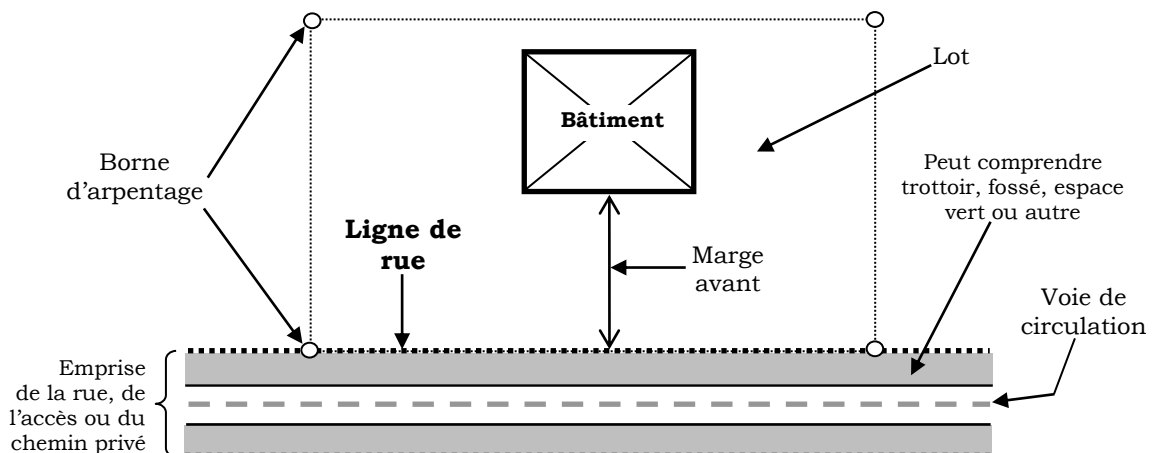 Lot
Bâtiment
Peut comprendre
trottoir, fossé, espace
vert ou autre
Borne
d'arpentage
Ligne de
rue
Marge
avant
Voie de
circulation
Emprise
de la rue, de
l'accès ou du
chemin privé